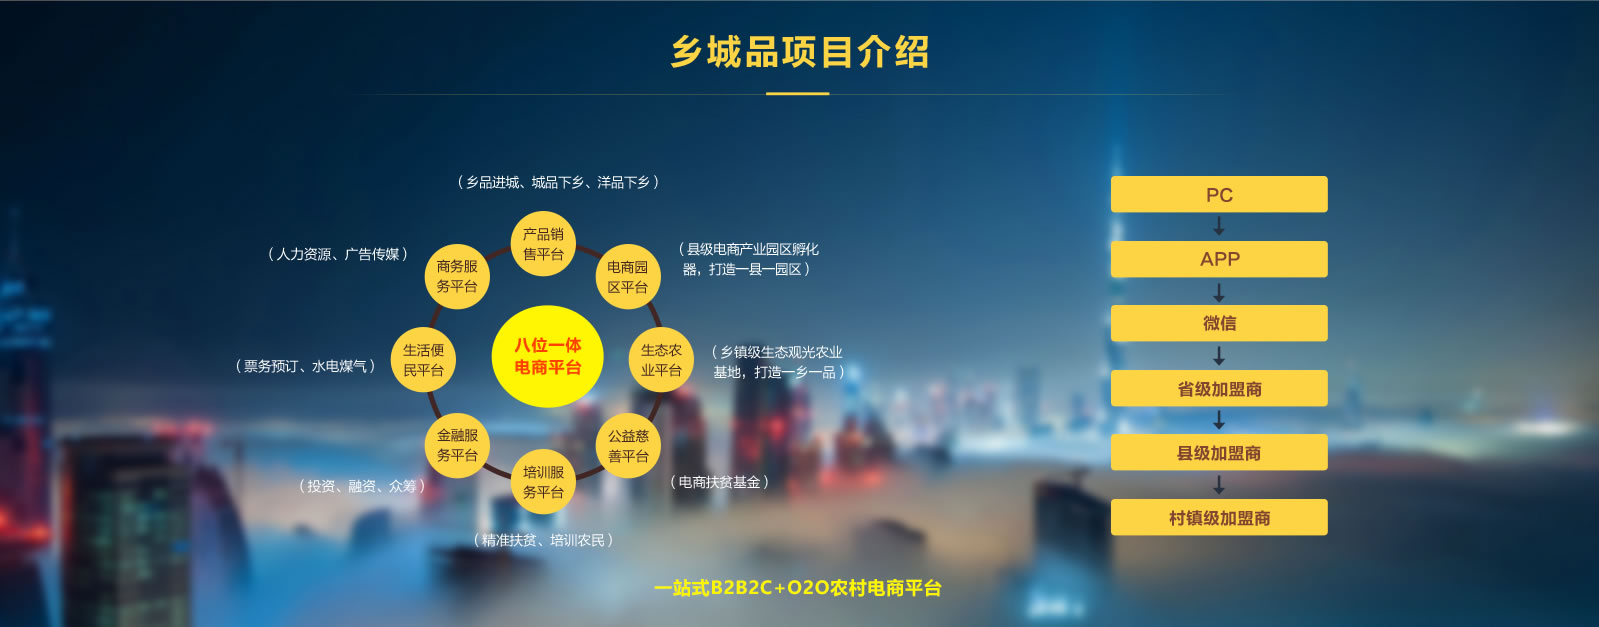 乡城品项目介绍
（乡品进城、城品下乡、洋品下乡）
产品销
售平台
（县级电商产业园区孵化
器，打造一县一园区）
电商园
区平台
（乡镇级生态观光农业
基地，打造一乡一品）
生态农
业平台
公益慈
善平台
（电商扶贫基金）
培训服
务平台
（精准扶贫、培训农民）
金融服
务平台
（投资、融资、众筹）
生活便
民平台
（票务预订、水电煤气）
商务服
务平台
（人力资源、广告传媒）
八位一体
电商平台
PC
APP
微信
省级加盟商
县级加盟商
村镇级加盟商
一站式B2B2C+O2O农村电商平台